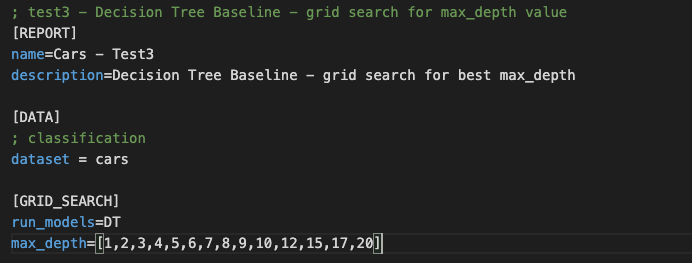 ; test3 - Decision Tree Baseline - grid search for max_depth value
[REPORT]
name=Cars - Test3
description=Decision Tree Baseline - grid search for best max_depth
[DATA]
; classification
dataset = cars
[GRID_SEARCH]
run_models=DT
max_depth=[1,2,3,4,5,6,7,8,9,10,12,15,17,20]